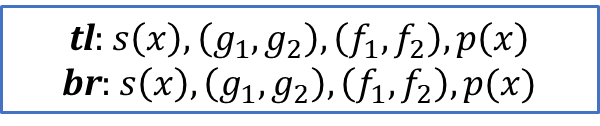 tl: s(x), (g₁, g₂), (f₁, f₂), p(x)
br: s(x), (g₁, g₂), (f₁, f₂), p(x)